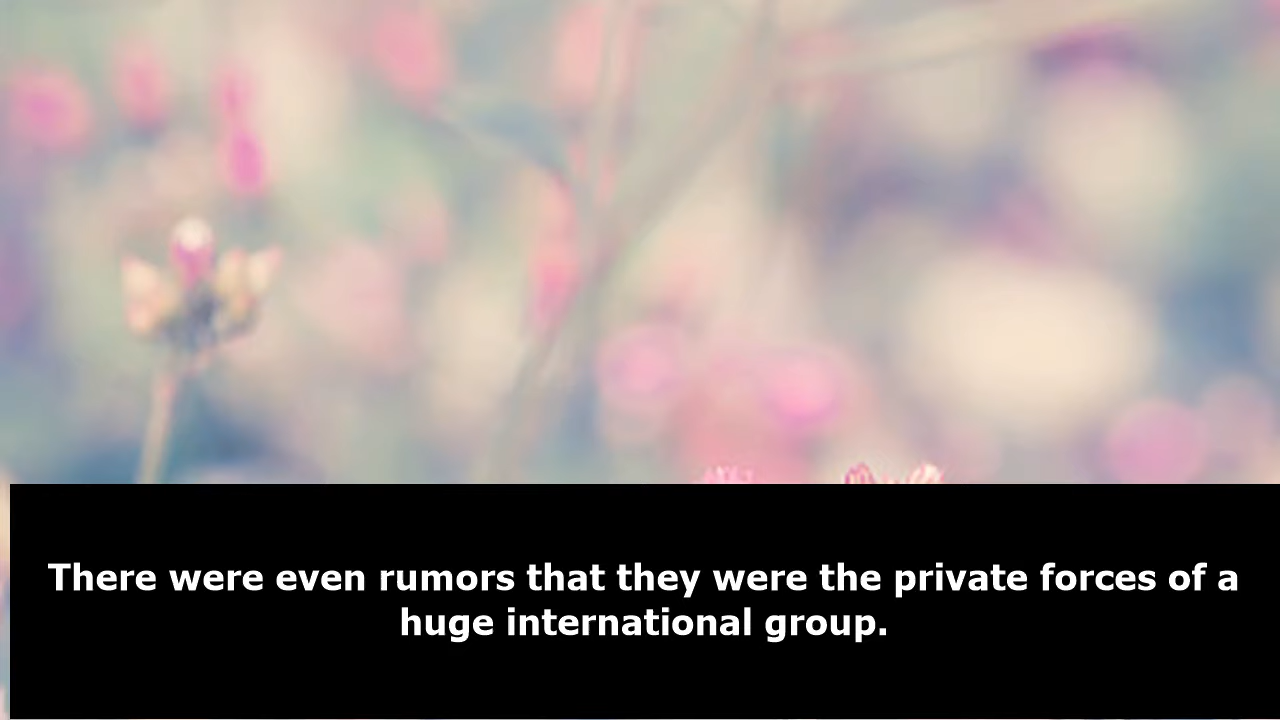 There were even rumors that they were the private forces of a
huge international group.